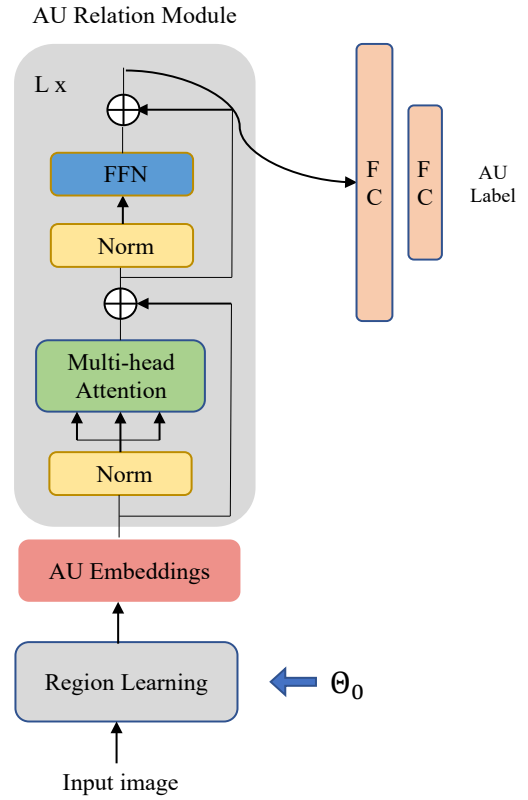 AU Relation Module
L x
FFN
Norm
Multi-head
Attention
Norm
AU Embeddings
Region Learning
Θ₀
Input image
F
C
F
C
AU
Label